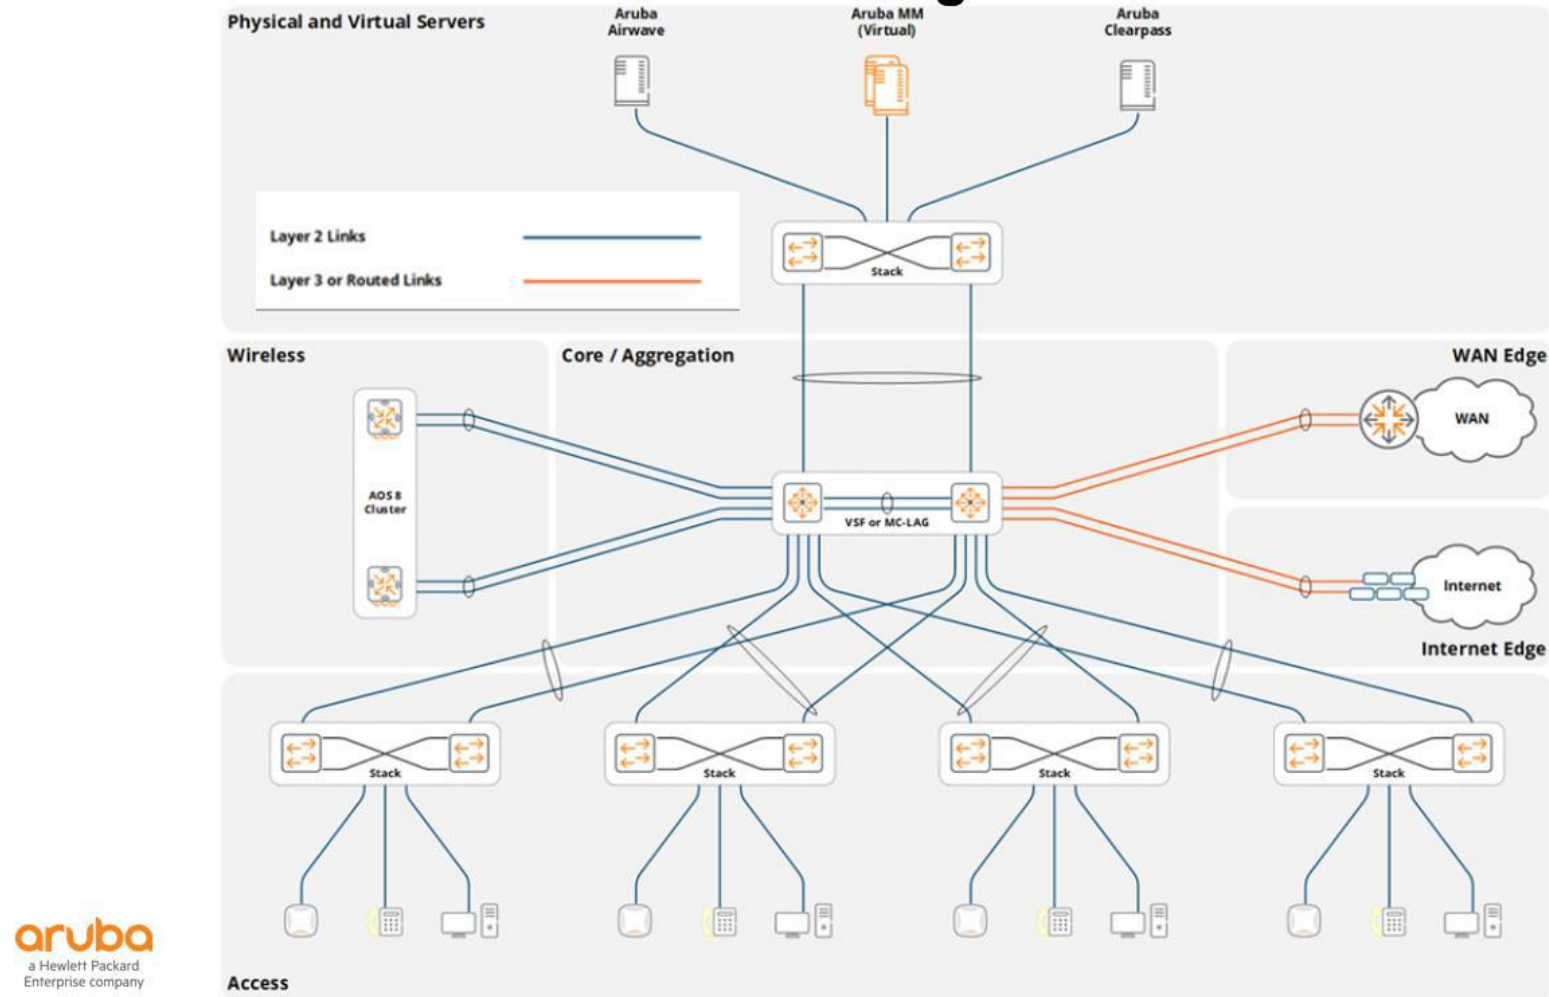 Physical and Virtual Servers
Aruba
Airwave
Aruba MM
(Virtual)
Aruba
Clearpass
Layer 2 Links
Layer 3 or Routed Links
Stack
Wireless
Core / Aggregation
WAN Edge
WAN
AOS 8
Cluster
VSF or MC-LAG
Internet
Internet Edge
Stack
Stack
Stack
Stack
Access
aruba
a Hewlett Packard
Enterprise company